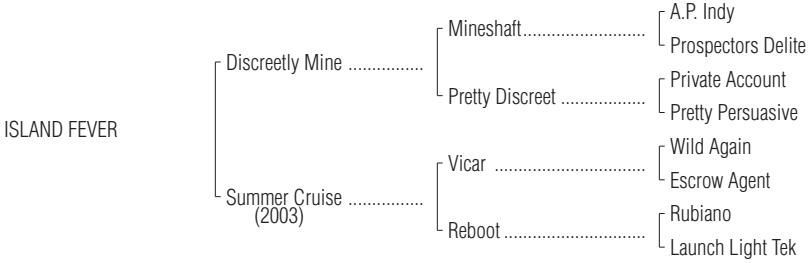 A.P. Indy
Mineshaft..........................
Prospectors Delite
Discreetly Mine ................
Private Account
Pretty Discreet ..................
Pretty Persuasive
ISLAND FEVER
Wild Again
Vicar ................................
Escrow Agent
Summer Cruise ................
(2003)
Rubiano
Reboot ..............................
Launch Light Tek